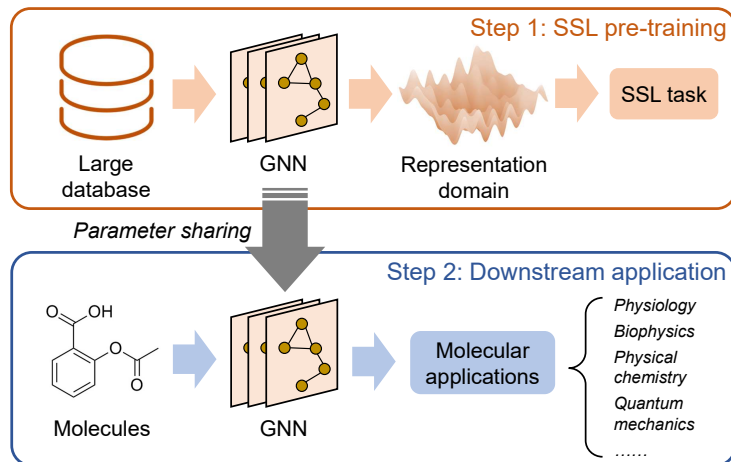 Step 1: SSL pre-training
Large
database
GNN
Representation
domain
SSL task
Parameter sharing
Step 2: Downstream application
O
OH
O
O
Molecules
GNN
Molecular
applications
Physiology
Biophysics
Physical
chemistry
Quantum
mechanics
......